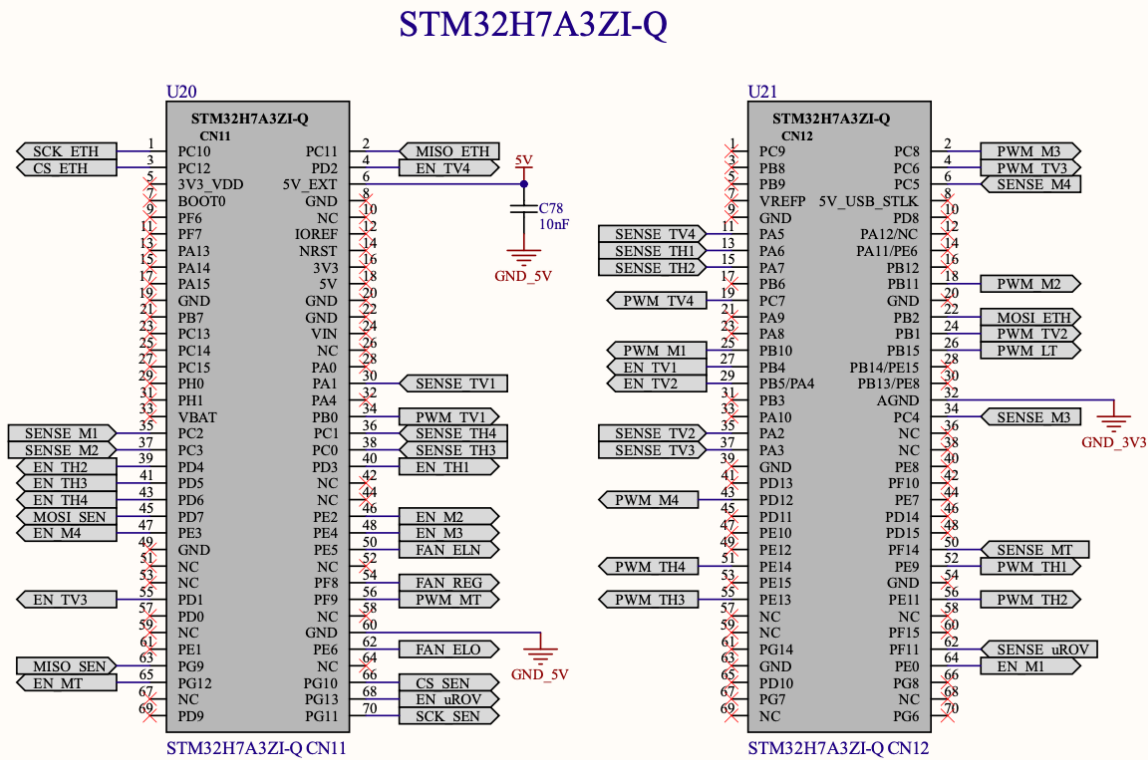 STM32H7A3ZI-Q
U20
STM32H7A3ZI-Q
CN11
SCK_ETH 1 PC10 PC11 2 MISO_ETH
CS_ETH 3 PC12 PD2 4 EN_TV4
5 3V3_VDD 5V_EXT 6
7 BOOT0 GND 8
9 PF6 NC 10
11 PF7 IOREF 12
13 PA13 NRST 14
15 PA14 3V3 16
17 PA15 5V 18
19 GND GND 20
21 PB7 GND 22
23 PC13 VIN 24
25 PC14 NC 26
27 PC15 PA0 28
29 PH0 PA1 30 SENSE_TV1
31 PH1 PA4 32
33 VBAT PB0 34 PWM_TV1
SENSE_M1 35 PC2 PC1 36 SENSE_TH4
SENSE_M2 37 PC3 PC0 38 SENSE_TH3
EN_TH2 39 PD4 PD3 40 EN_TH1
EN_TH3 41 PD5 NC 42
EN_TH4 43 PD6 NC 44
MOSI_SEN 45 PD7 PE2 46 EN_M2
EN_M4 47 PE3 PE4 48 EN_M3
49 GND PE5 50 FAN_ELN
51 NC NC 52
53 NC PF8 54 FAN_REG
EN_TV3 55 PD1 PF9 56 PWM_MT
57 PD0 NC 58
59 NC GND 60
61 PE1 PE6 62 FAN_ELO
MISO_SEN 63 PG9 NC 64
EN_MT 65 PG12 PG10 66 CS_SEN
67 NC PG13 68 EN_uROV
69 PD9 PG11 70 SCK_SEN
STM32H7A3ZI-Q CN11
5V
C78
10nF
GND_5V
GND_5V
U21
STM32H7A3ZI-Q
CN12
1 PC9 PC8 2 PWM_M3
3 PB8 PC6 4 PWM_TV3
5 PB9 PC5 6 SENSE_M4
7 VREFP 5V_USB_STLK 8
9 GND PD8 10
SENSE_TV4 11 PA5 PA12/NC 12
SENSE_TH1 13 PA6 PA11/PE6 14
SENSE_TH2 15 PA7 PB12 16
17 PB6 PB11 18 PWM_M2
PWM_TV4 19 PC7 GND 20
21 PA9 PB2 22 MOSI_ETH
23 PA8 PB1 24 PWM_TV2
PWM_M1 25 PB10 PB15 26 PWM_LT
EN_TV1 27 PB4 PB14/PE15 28
EN_TV2 29 PB5/PA4 PB13/PE8 30
31 PB3 AGND 32
33 PA10 PC4 34 SENSE_M3
SENSE_TV2 35 PA2 NC 36
SENSE_TV3 37 PA3 NC 38
39 GND PE8 40
41 PD13 PF10 42
PWM_M4 43 PD12 PE7 44
45 PD11 PD14 46
47 PE10 PD15 48
49 PE12 PF14 50 SENSE_MT
PWM_TH4 51 PE14 PE9 52 PWM_TH1
53 PE15 GND 54
PWM_TH3 55 PE13 PE11 56 PWM_TH2
57 NC NC 58
59 NC PF15 60
61 PG14 PF11 62 SENSE_uROV
63 GND PE0 64 EN_M1
65 PD10 PG8 66
67 PG7 NC 68
69 NC PG6 70
STM32H7A3ZI-Q CN12
GND_3V3